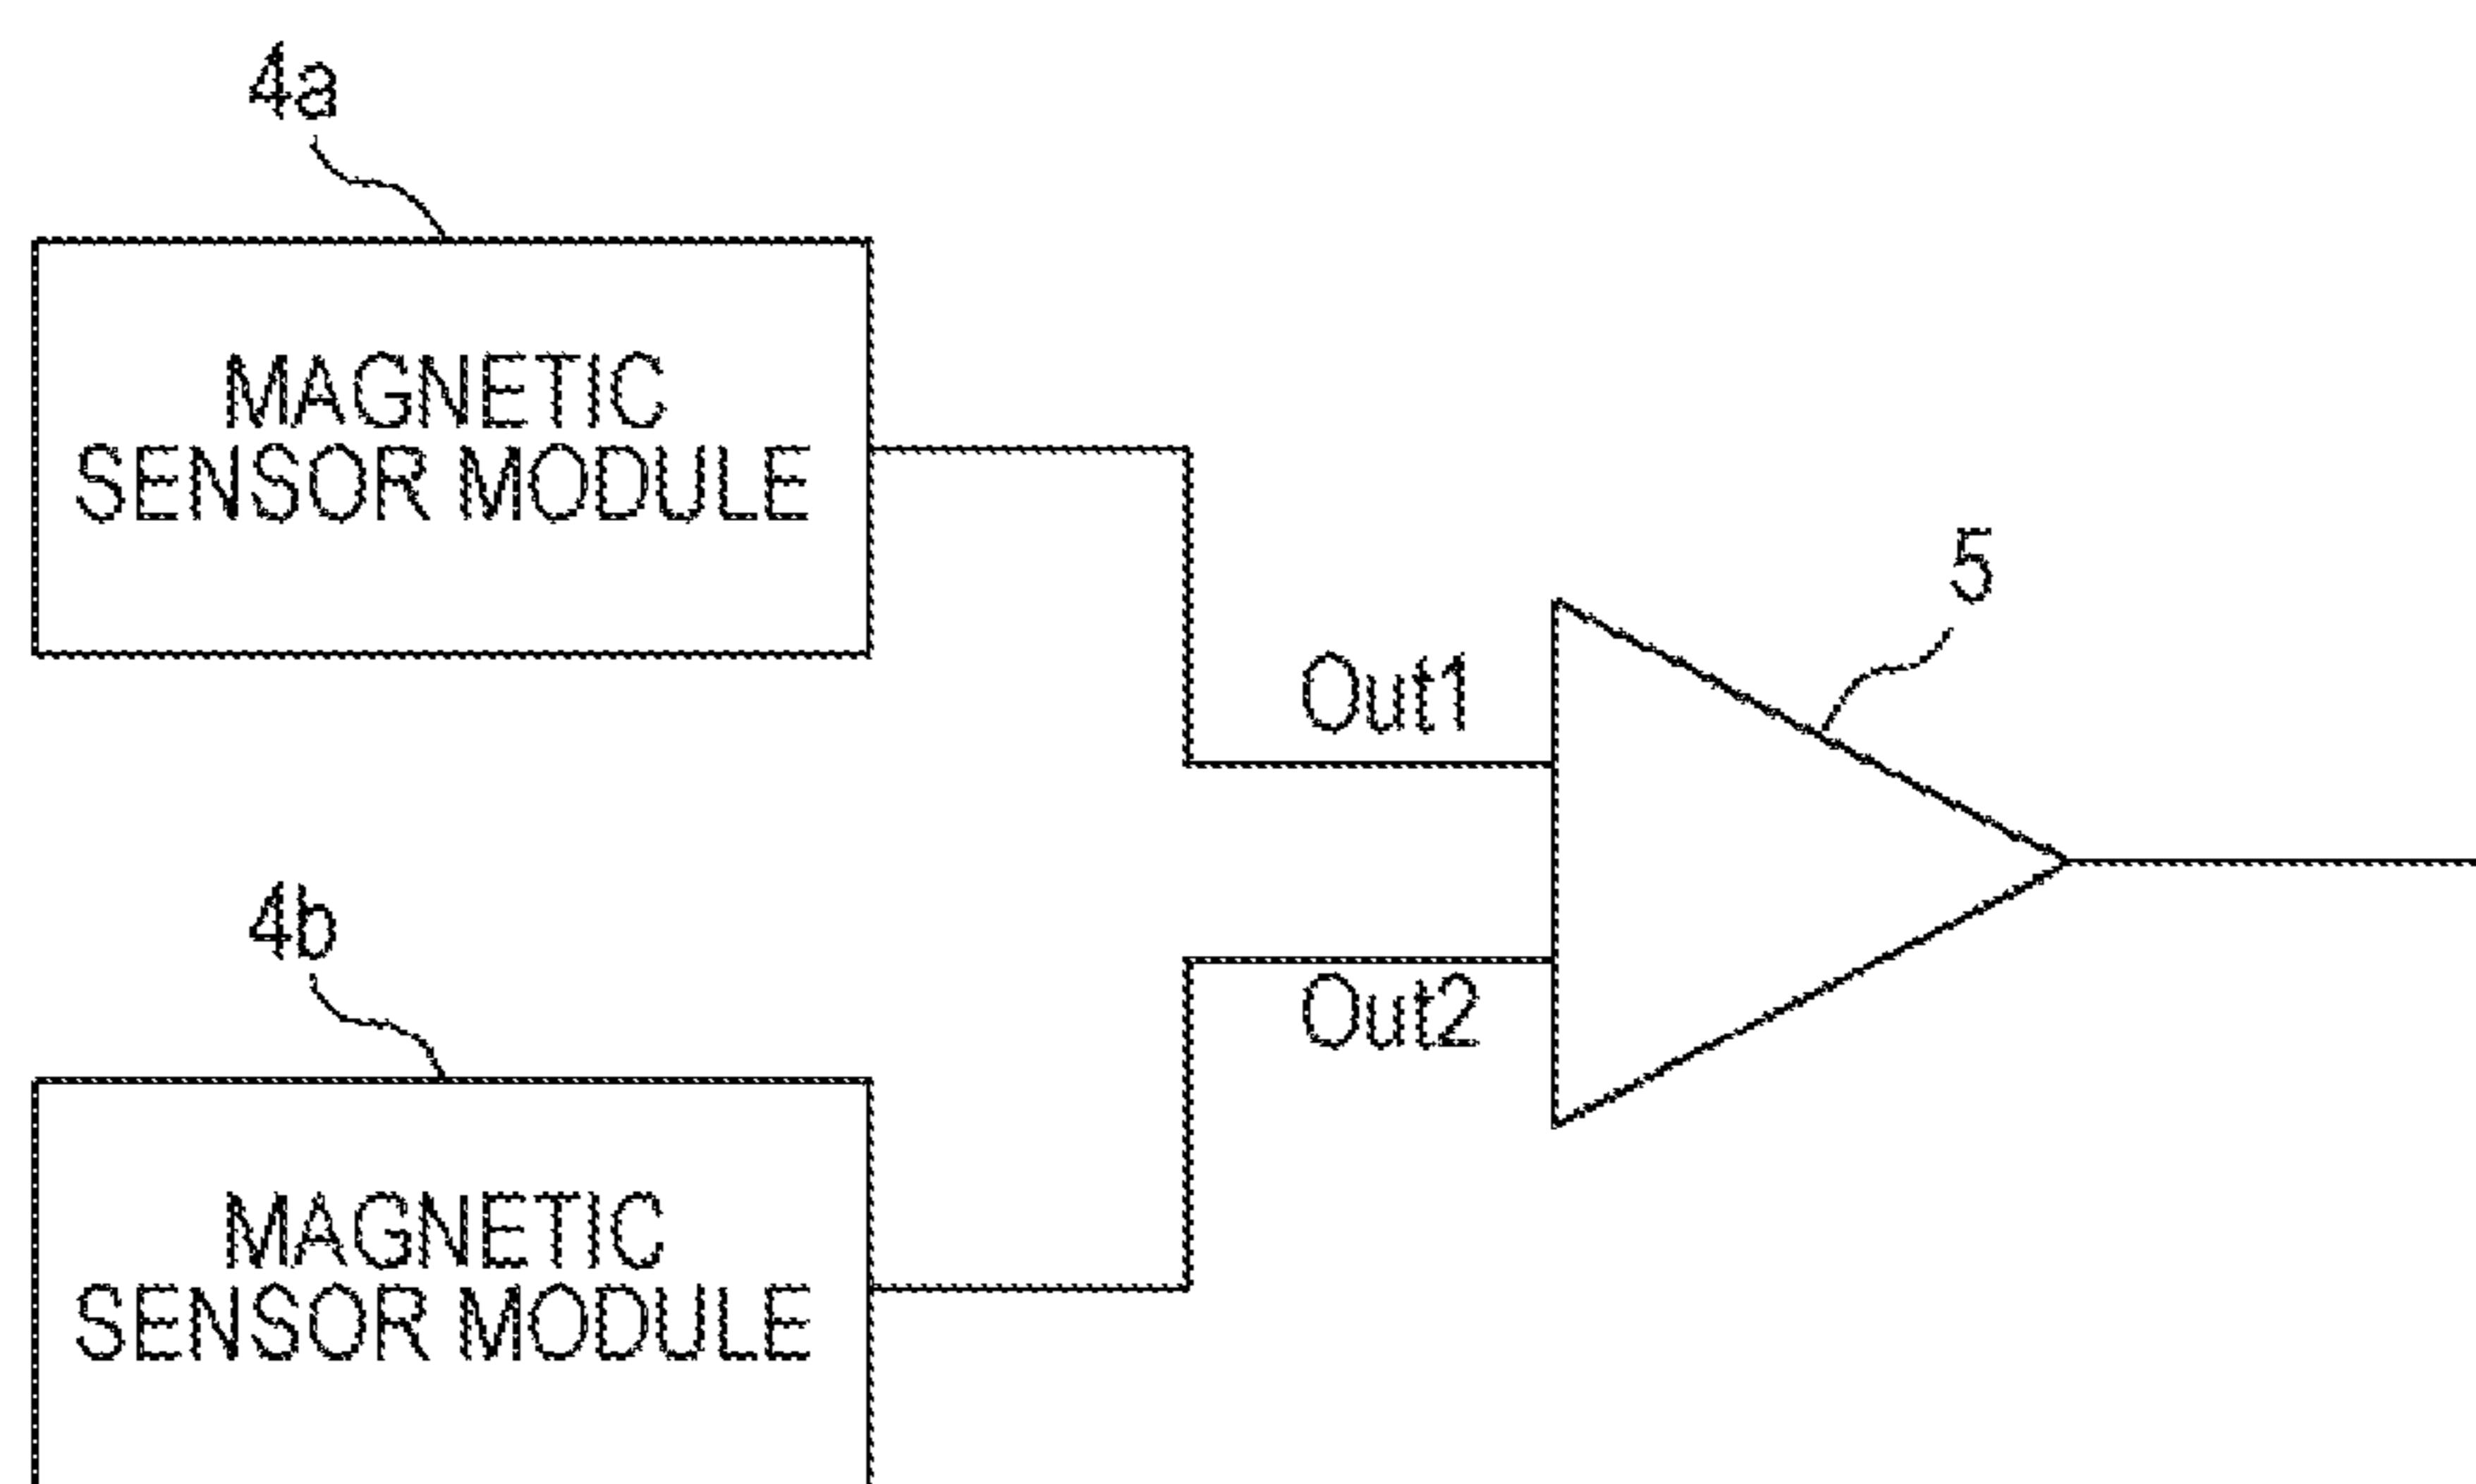 4a
MAGNETIC
SENSOR MODULE
5
Out1
4b
Out2
MAGNETIC
SENSOR MODULE